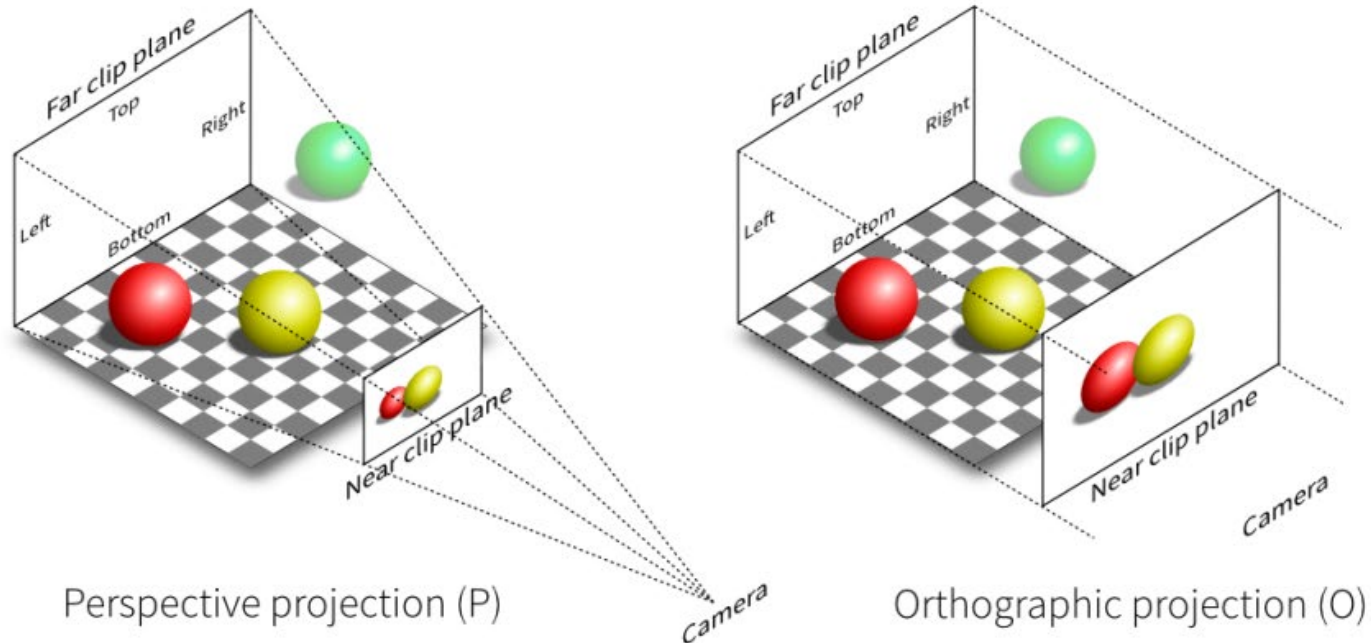 Far clip plane
Top
Right
Left
Bottom
Near clip plane
Camera
Perspective projection (P)
Far clip plane
Top
Right
Left
Bottom
Near clip plane
Camera
Orthographic projection (O)